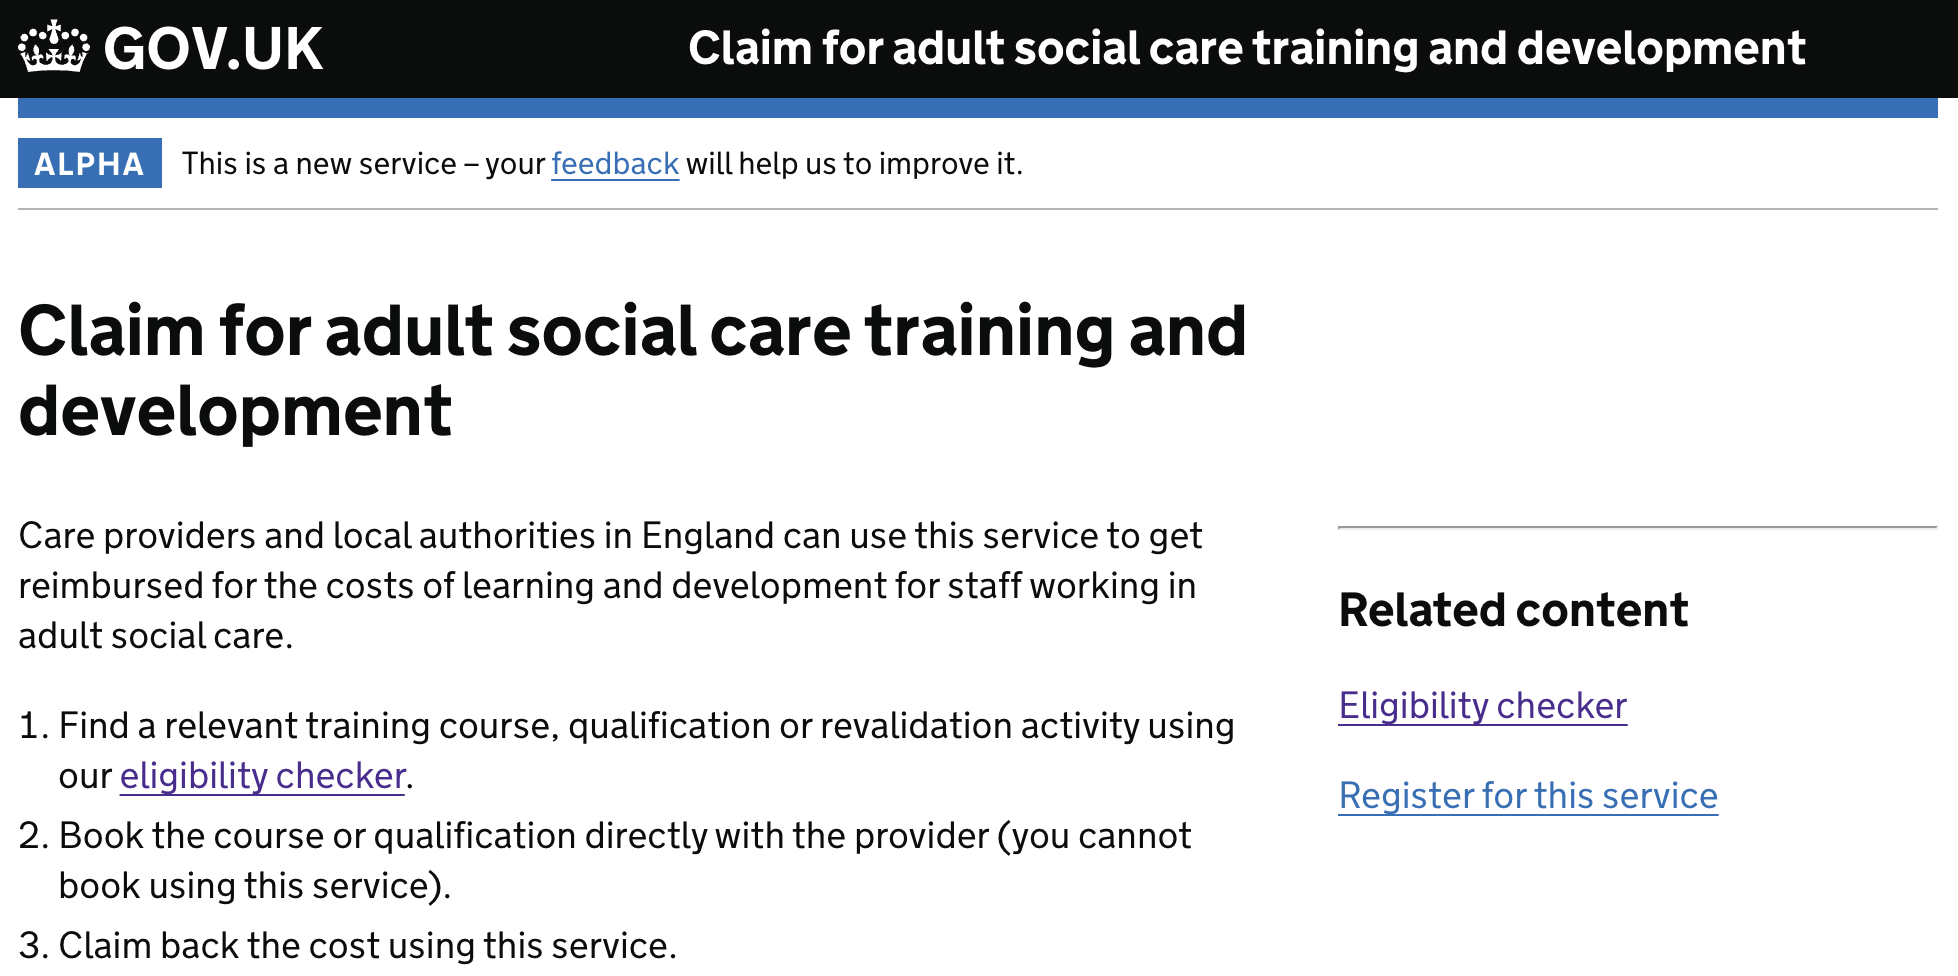 GOV.UK
Claim for adult social care training and development
ALPHA
This is a new service – your feedback will help us to improve it.
Claim for adult social care training and
development
Care providers and local authorities in England can use this service to get
reimbursed for the costs of learning and development for staff working in
adult social care.
1. Find a relevant training course, qualification or revalidation activity using
our eligibility checker.
2. Book the course or qualification directly with the provider (you cannot
book using this service).
3. Claim back the cost using this service.
Related content
Eligibility checker
Register for this service